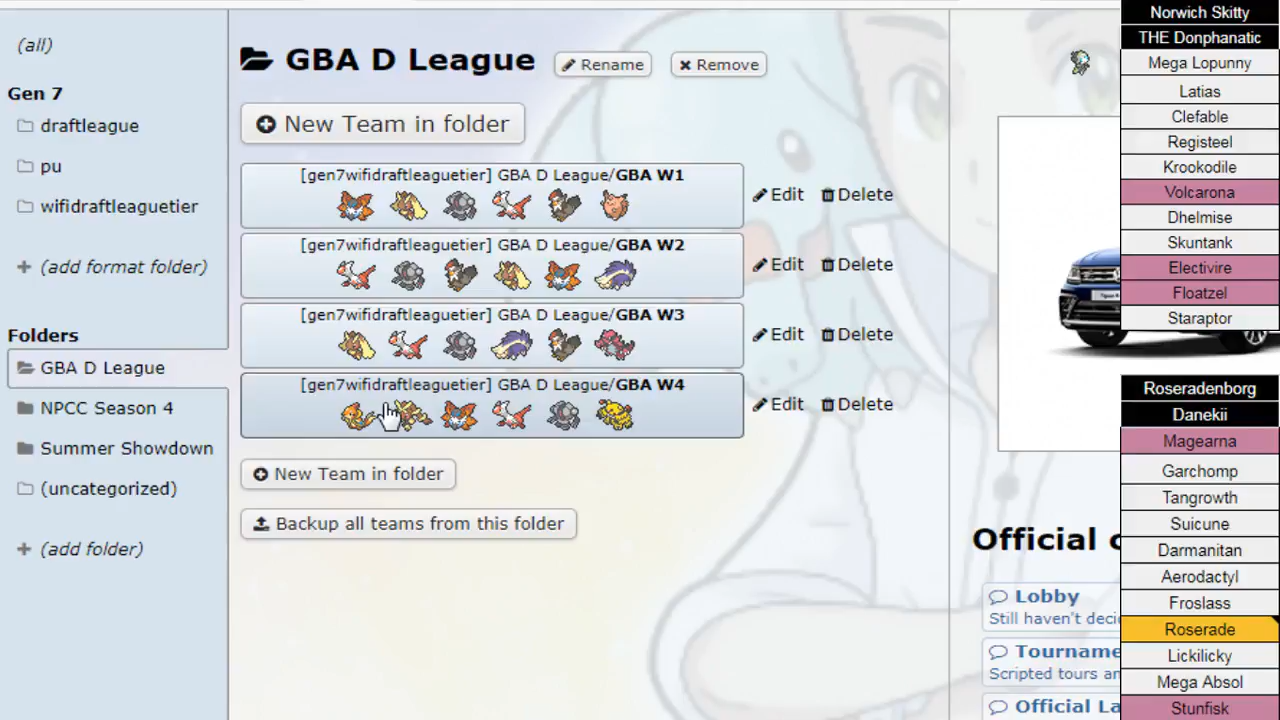 (all)
Gen 7
draftleague
pu
wifidraftleaguetier
(add format folder)
Folders
GBA D League
NPCC Season 4
Summer Showdown
(uncategorized)
(add folder)
GBA D League
Rename
Remove
New Team in folder
[gen7wifidraftleaguetier] GBA D League/GBA W1
Edit Delete
[gen7wifidraftleaguetier] GBA D League/GBA W2
Edit Delete
[gen7wifidraftleaguetier] GBA D League/GBA W3
Edit Delete
[gen7wifidraftleaguetier] GBA D League/GBA W4
Edit Delete
New Team in folder
Backup all teams from this folder
Official
Lobby
Still haven't
Tourname
Scripted tours
Official La
Norwich Skitty
THE Donphanatic
Mega Lopunny
Latias
Clefable
Registeel
Krookodile
Volcarona
Dhelmise
Skuntank
Electivire
Floatzel
Staraptor
Roseradenborg
Danekii
Magearna
Garchomp
Tangrowth
Suicune
Darmanitan
Aerodactyl
Froslass
Roserade
Lickilicky
Mega Absol
Stunfisk